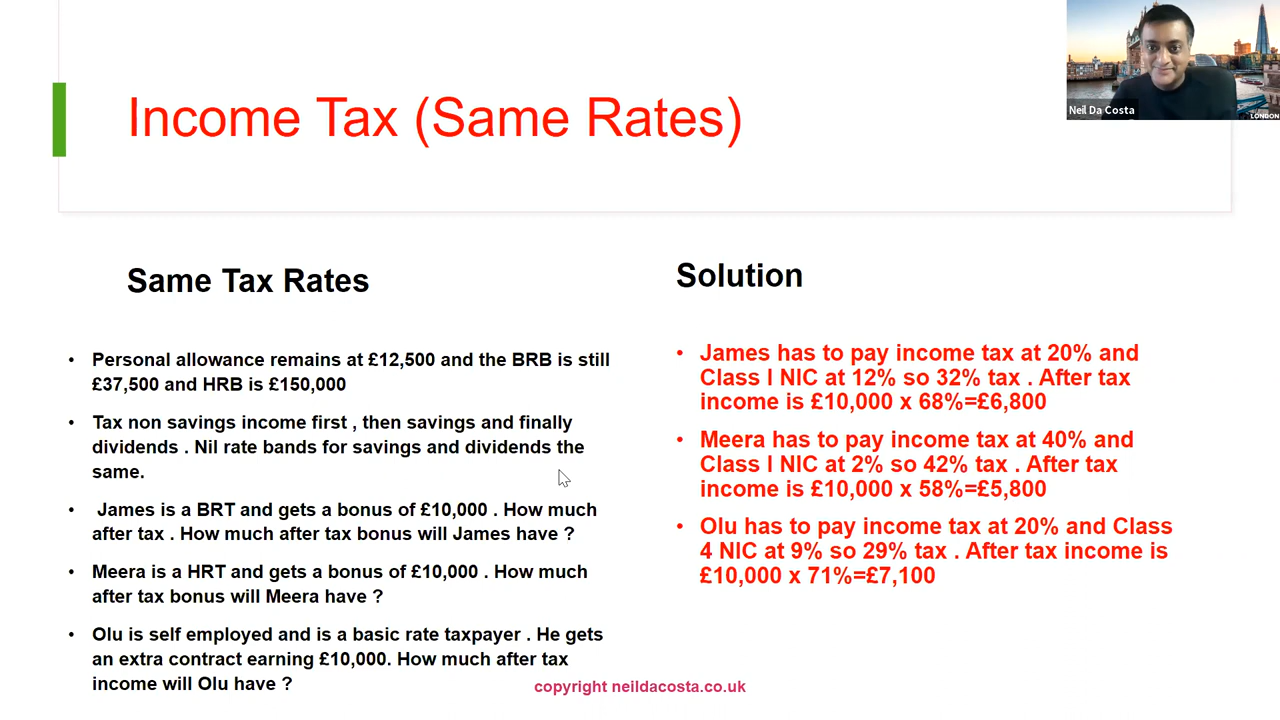 Income Tax (Same Rates)
Neil Da Costa
LONDON
Same Tax Rates
• Personal allowance remains at £12,500 and the BRB is still
£37,500 and HRB is £150,000
• Tax non savings income first , then savings and finally
dividends . Nil rate bands for savings and dividends the
same.
• James is a BRT and gets a bonus of £10,000 . How much
after tax . How much after tax bonus will James have ?
• Meera is a HRT and gets a bonus of £10,000 . How much
after tax bonus will Meera have ?
• Olu is self employed and is a basic rate taxpayer . He gets
an extra contract earning £10,000. How much after tax
income will Olu have ?
Solution
• James has to pay income tax at 20% and
Class I NIC at 12% so 32% tax . After tax
income is £10,000 x 68%=£6,800
• Meera has to pay income tax at 40% and
Class I NIC at 2% so 42% tax . After tax
income is £10,000 x 58%=£5,800
• Olu has to pay income tax at 20% and Class
4 NIC at 9% so 29% tax . After tax income is
£10,000 x 71%=£7,100
copyright neildacosta.co.uk